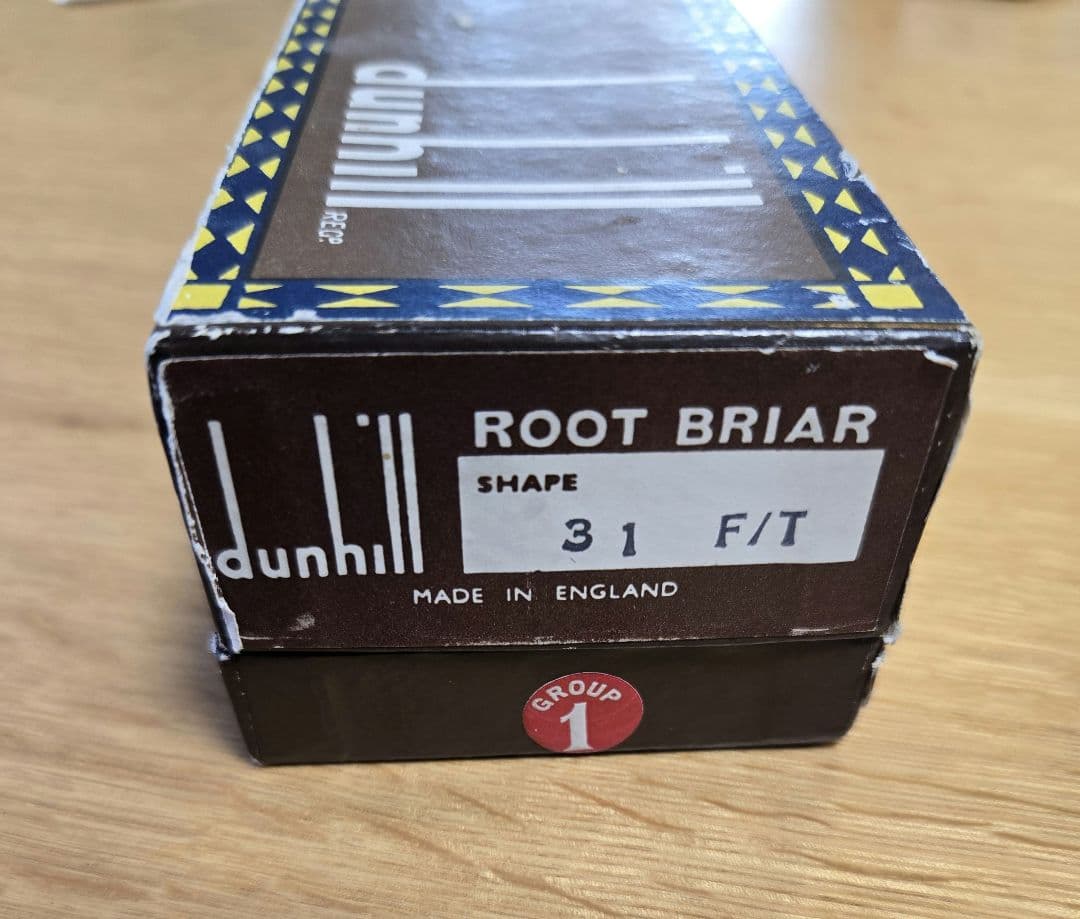 dunhill
REGD.
dunhill
ROOT BRIAR
SHAPE
31 F/T
MADE IN ENGLAND
GROUP
1